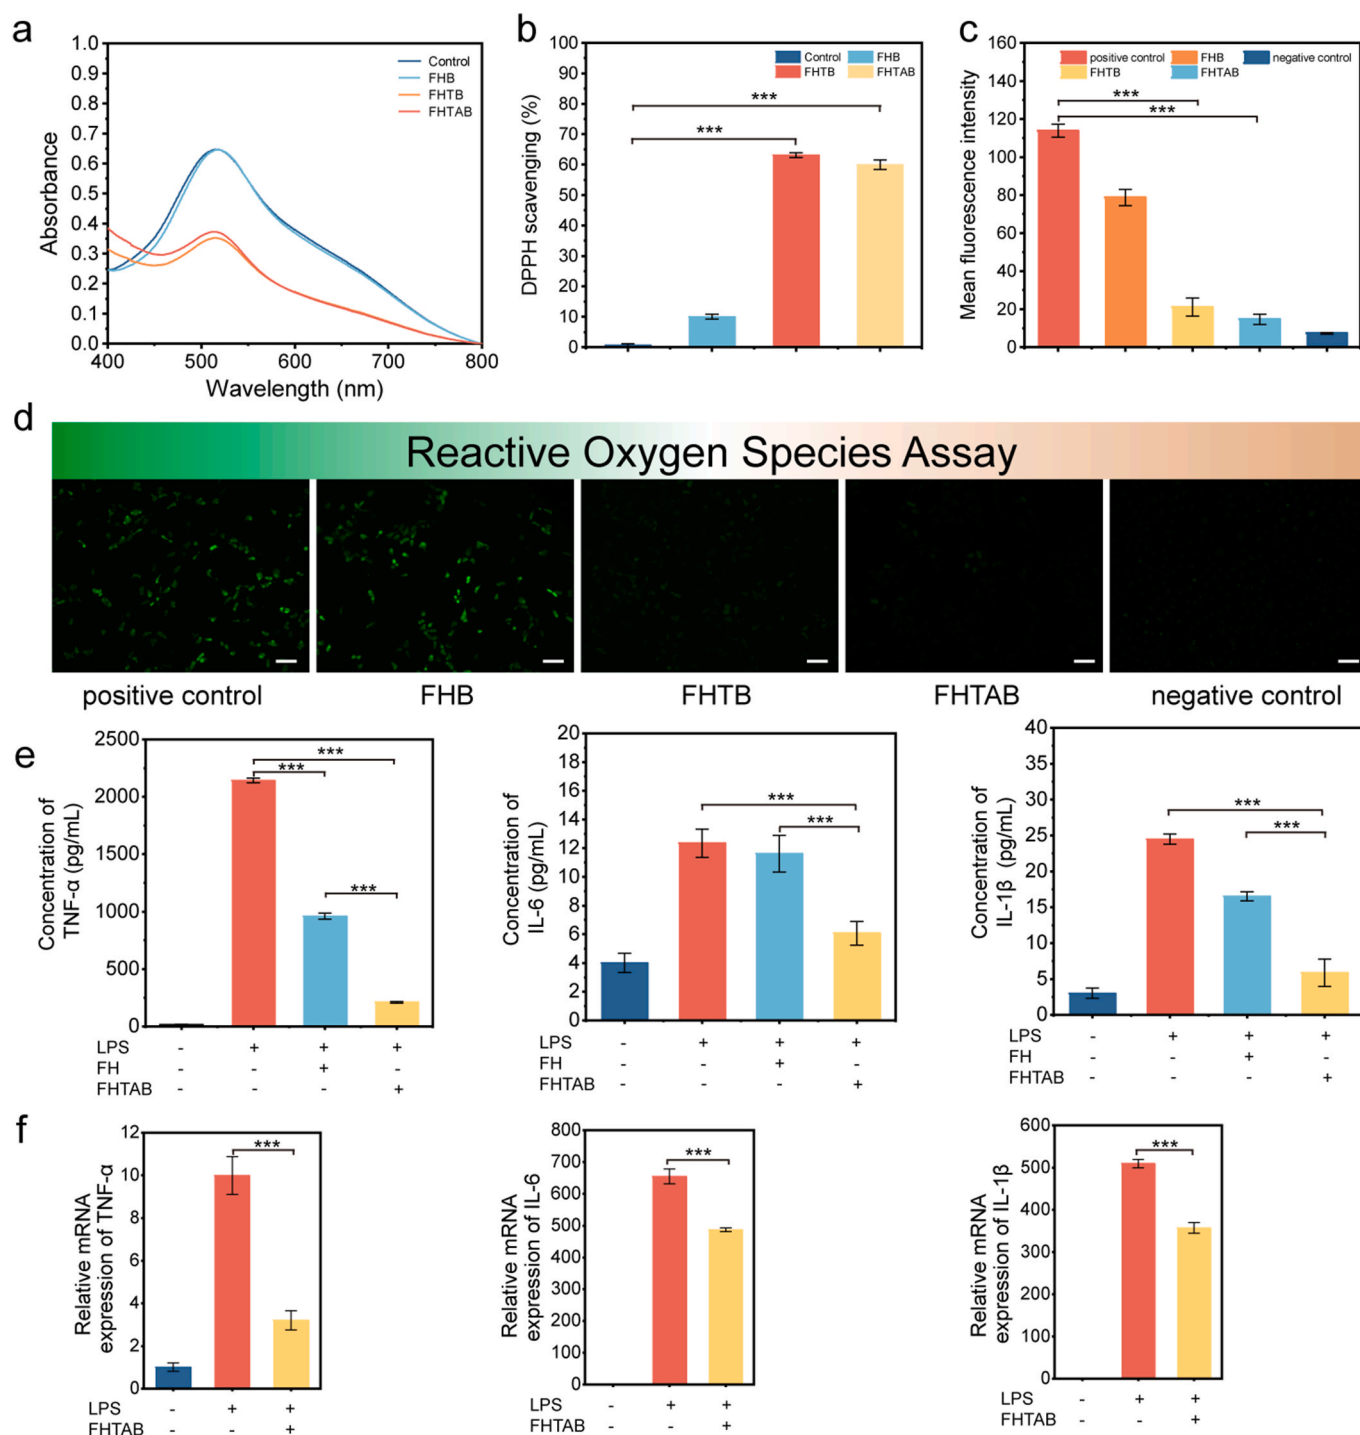 a
Control
FHB
FHTB
FHTAB
0.0
0.1
0.2
0.3
0.4
0.5
0.6
0.7
0.8
0.9
1.0
Absorbance
400
500
600
700
800
Wavelength (nm)
b
Control
FHB
FHTB
FHTAB
***
***
0
10
20
30
40
50
60
70
80
90
100
DPPH scavenging (%)
c
positive control
FHB
negative control
FHTB
FHTAB
***
***
0
20
40
60
80
100
120
140
160
Mean fluorescence intensity
d
Reactive Oxygen Species Assay
positive control
FHB
FHTB
FHTAB
negative control
e
Concentration of
TNF-α (pg/mL)
0
500
1000
1500
2000
2500
***
***
***
LPS - + + +
FH - - + -
FHTAB - - - +
Concentration of
IL-6 (pg/mL)
0
2
4
6
8
10
12
14
16
18
20
***
***
LPS - + + +
FH - - + -
FHTAB - - - +
Concentration of
IL-1β (pg/mL)
0
5
10
15
20
25
30
35
40
***
***
LPS - + + +
FH - - + -
FHTAB - - - +
f
Relative mRNA
expression of TNF-α
0
2
4
6
8
10
12
***
LPS - + +
FHTAB - - +
Relative mRNA
expression of IL-6
0
100
200
300
400
500
600
700
800
***
LPS - + +
FHTAB - - +
Relative mRNA
expression of IL-1β
0
100
200
300
400
500
600
***
LPS - + +
FHTAB - - +